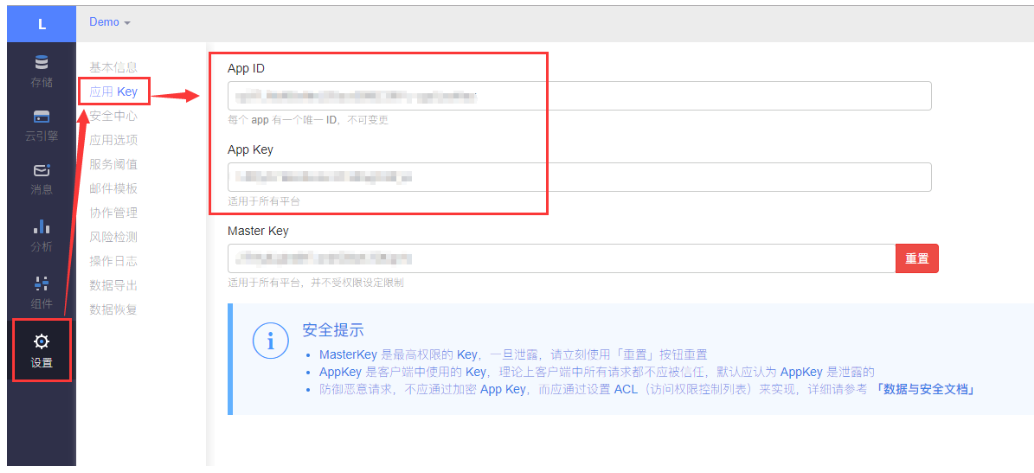 L
Demo
存储
云引擎
消息
分析
组件
设置
基本信息
应用 Key
安全中心
应用选项
服务阈值
邮件模板
协作管理
风险检测
操作日志
数据导出
数据恢复
App ID
每个 app 有一个唯一 ID，不可变更
App Key
适用于所有平台
Master Key
重置
适用于所有平台，并不受权限设定限制
安全提示
MasterKey 是最高权限的 Key，一旦泄露，请立刻使用「重置」按钮重置
AppKey 是客户端中使用的 Key，理论上客户端中所有请求都不应被信任，默认应认为 AppKey 是泄露的
防御恶意请求，不应通过加密 App Key，而应通过设置 ACL（访问权限控制列表）来实现，详细请参考 「数据与安全文档」